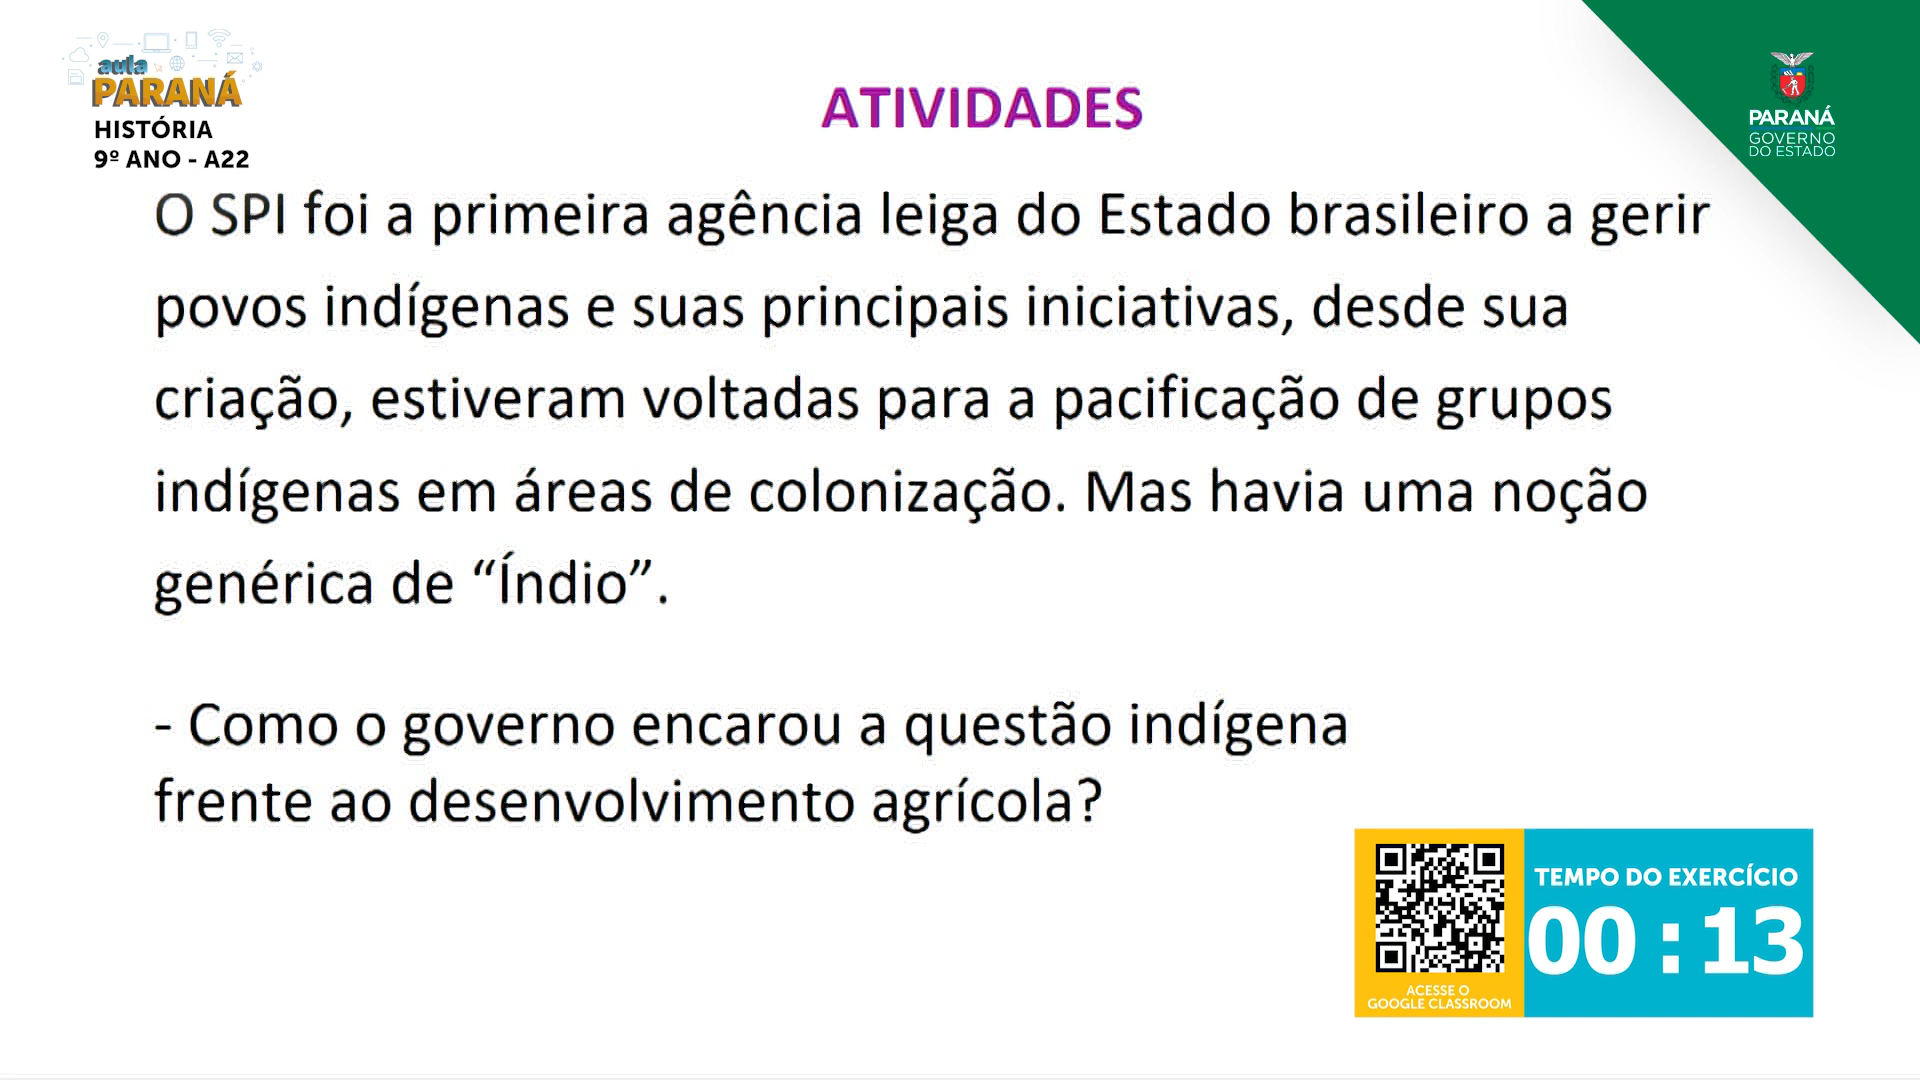 aula
PARANÁ
HISTÓRIA
9º ANO - A22
ATIVIDADES
PARANÁ
GOVERNO
DO ESTADO
O SPI foi a primeira agência leiga do Estado brasileiro a gerir
povos indígenas e suas principais iniciativas, desde sua
criação, estiveram voltadas para a pacificação de grupos
indígenas em áreas de colonização. Mas havia uma noção
genérica de “Índio”.
- Como o governo encarou a questão indígena
frente ao desenvolvimento agrícola?
TEMPO DO EXERCÍCIO
00 : 13
ACESSE O
GOOGLE CLASSROOM